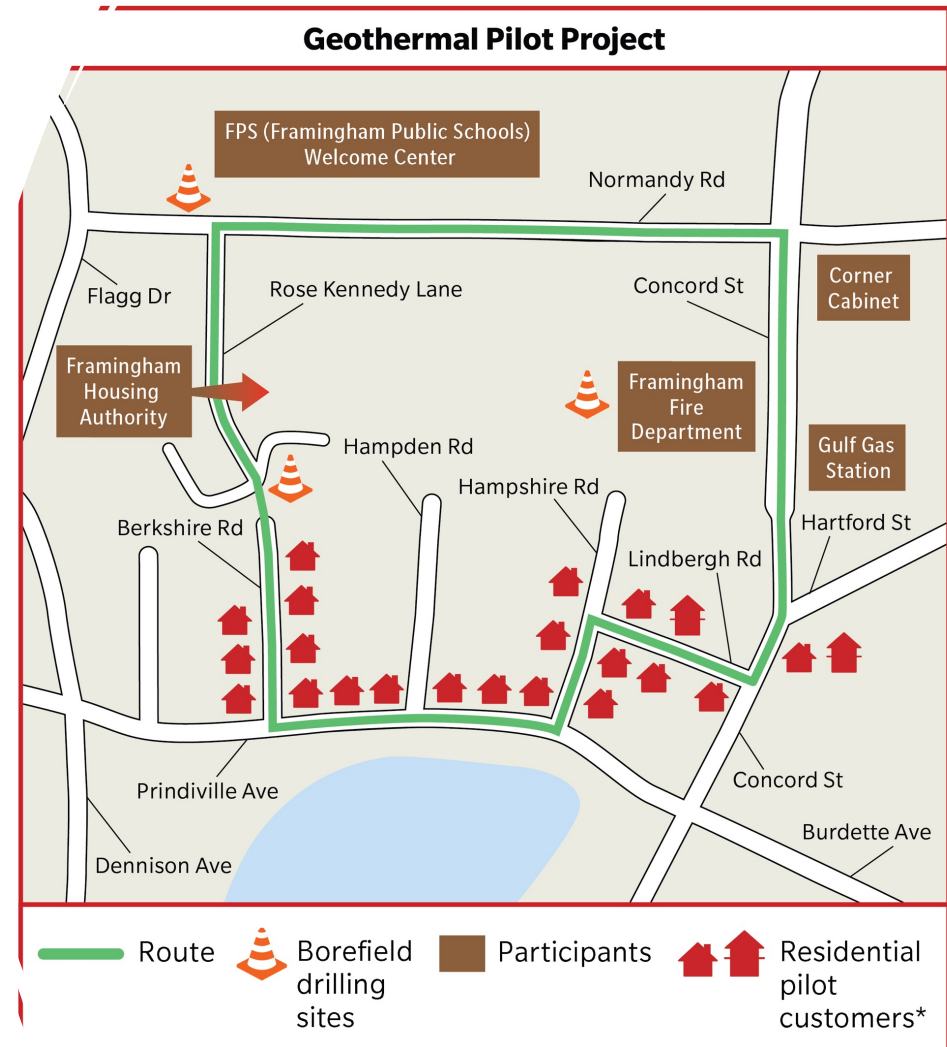 Geothermal Pilot Project
FPS (Framingham Public Schools)
Welcome Center
Normandy Rd
Flagg Dr
Rose Kennedy Lane
Concord St
Corner
Cabinet
Framingham
Housing
Authority
Framingham
Fire
Department
Gulf Gas
Station
Hampden Rd
Hampshire Rd
Berkshire Rd
Lindbergh Rd
Hartford St
Prindiville Ave
Concord St
Dennison Ave
Burdette Ave
Route
Borefield
drilling
sites
Participants
Residential
pilot
customers*